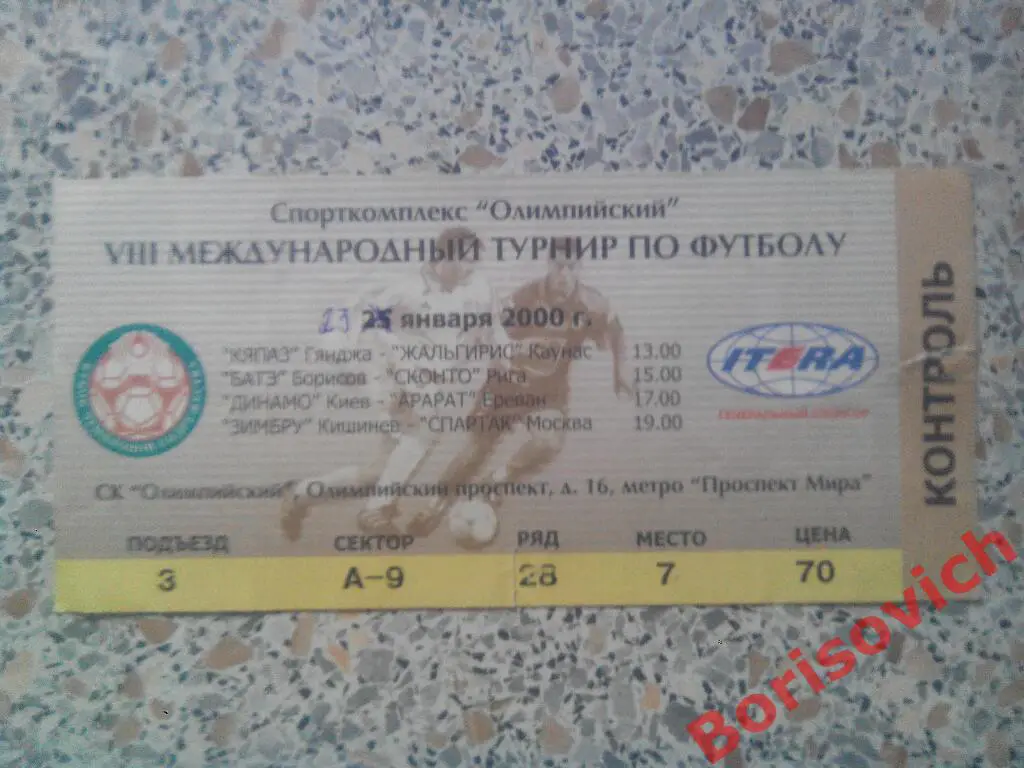 Спорткомплекс "Олимпийский"
VIII МЕЖДУНАРОДНЫЙ ТУРНИР ПО ФУТБОЛУ
23 25 января 2000 г.
"КЯПАЗ" Гянджа - "ЖАЛЬГИРИС" Каунас 13.00
"БАТЭ" Борисов - "СКОНТО" Рига 15.00
"ДИНАМО" Киев - "АРАРАТ" Ереван 17.00
"ЗИМБРУ" Кишинев - "СПАРТАК" Москва 19.00
ITERA
ГЕНЕРАЛЬНЫЙ СПОНСОР
СК "Олимпийский", Олимпийский проспект, д. 16, метро "Проспект Мира"
ПОДЪЕЗД СЕКТОР РЯД МЕСТО ЦЕНА
3 А-9 28 7 70
КОНТРОЛЬ
Borisovich